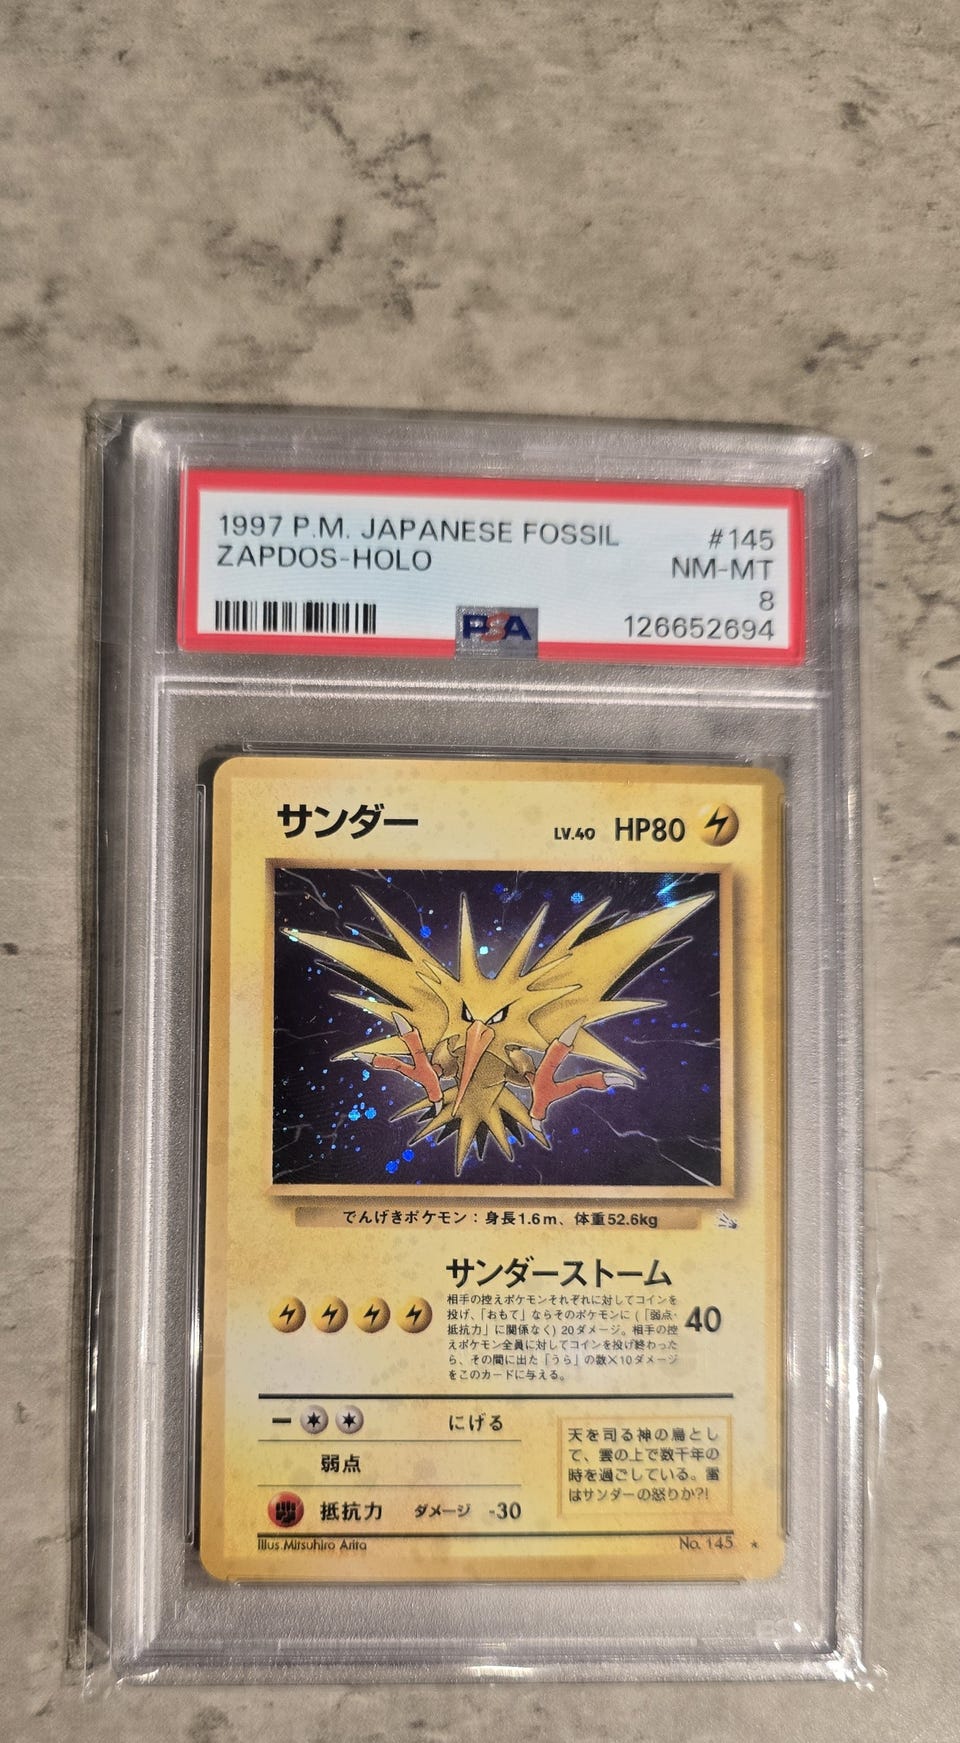 1997 P.M. JAPANESE FOSSIL #145
ZAPDOS-HOLO NM-MT
8
PSA 126652694
サンダー LV.40 HP80
でんげきポケモン：身長1.6m、体重52.6kg
サンダーストーム
相手の控えポケモンそれぞれに対してコインを
投げ、「おもて」ならそのポケモンに（「弱点・
抵抗力」に関係なく）20ダメージ。相手の控
えポケモン全員に対してコインを投げ終わった
ら、その間に出た「うら」の数×10ダメージ
をこのカードに与える。
40
にげる
弱点
抵抗力 ダメージ -30
天を司る神の鳥とし
て、雲の上で数千年の
時を過ごしている。雷
はサンダーの怒りか?!
Illus.Mitsuhiro Arita No. 145